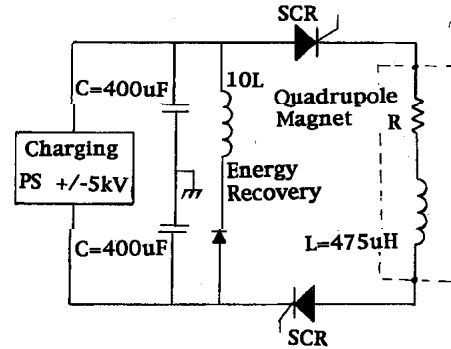 SCR
C=400uF
10L
Quadrupole
Magnet
R
Charging
PS +/-5kV
Energy
Recovery
C=400uF
L=475uH
SCR